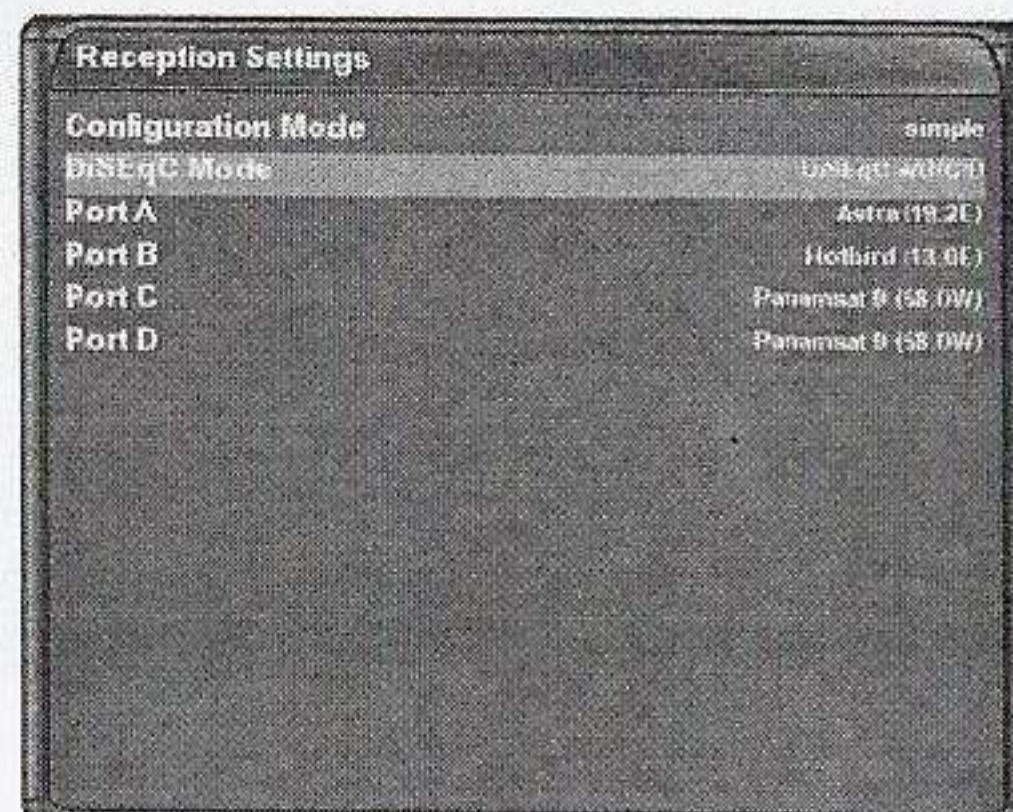 Reception Settings
Configuration Mode simple
DiSEqC Mode DiSEqC A/B/C/D
Port A Astra (19.2E)
Port B Hotbird (13.0E)
Port C Panamsat 9 (58.0W)
Port D Panamsat 9 (58.0W)